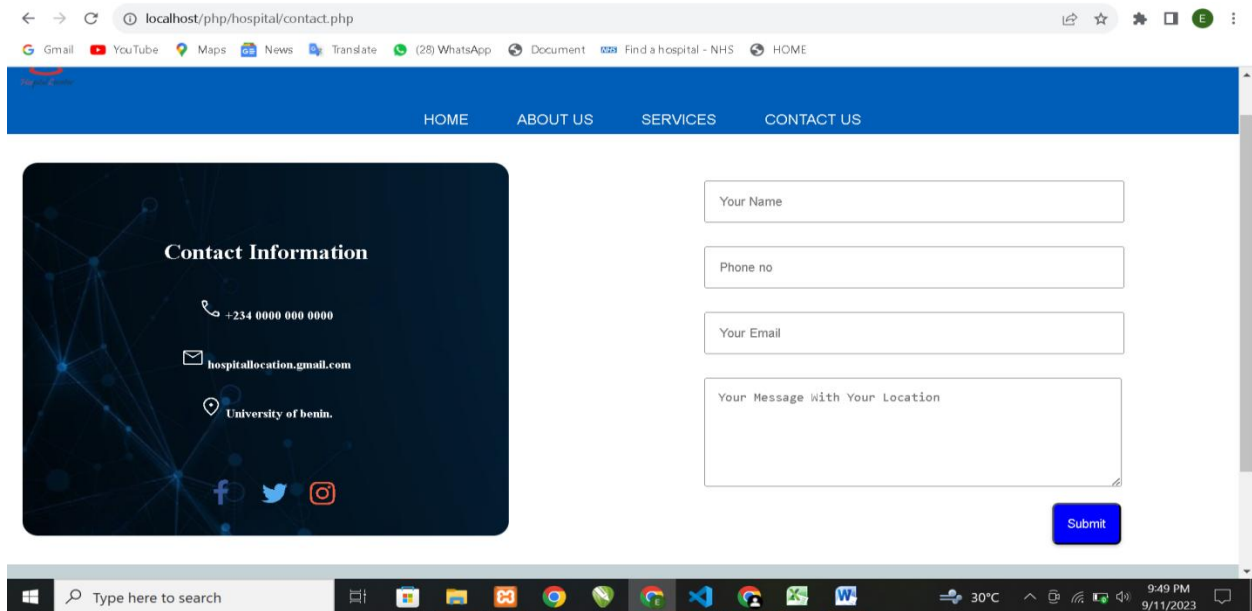 localhost/php/hospital/contact.php
E
Gmail YouTube Maps News Translate (28) WhatsApp Document NHS Find a hospital - NHS HOME
HOME ABOUT US SERVICES CONTACT US
Contact Information
+234 0000 000 0000
hospitallocation.gmail.com
University of benin.
Your Name
Phone no
Your Email
Your Message With Your Location
Submit
Type here to search
30°C
9:49 PM
9/11/2023